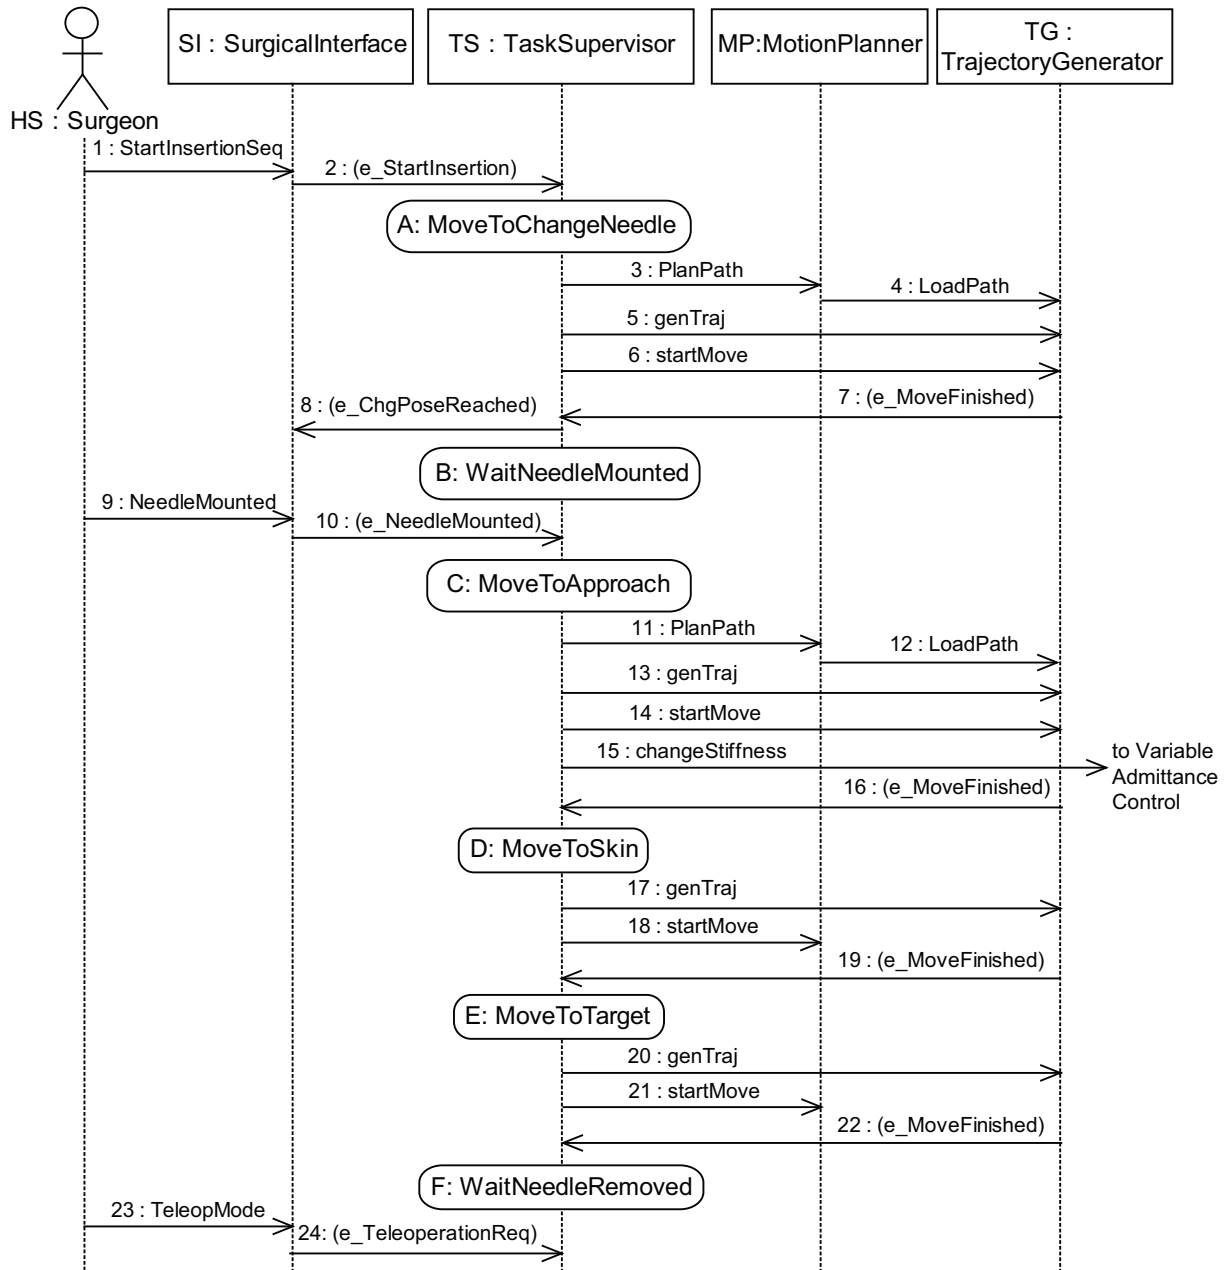 SI : SurgicalInterface
TS : TaskSupervisor
MP:MotionPlanner
TG :
TrajectoryGenerator
HS : Surgeon
1 : StartInsertionSeq
2 : (e_StartInsertion)
A: MoveToChangeNeedle
3 : PlanPath
4 : LoadPath
5 : genTraj
6 : startMove
7 : (e_MoveFinished)
8 : (e_ChgPoseReached)
B: WaitNeedleMounted
9 : NeedleMounted
10 : (e_NeedleMounted)
C: MoveToApproach
11 : PlanPath
12 : LoadPath
13 : genTraj
14 : startMove
15 : changeStiffness
to Variable
Admittance
Control
16 : (e_MoveFinished)
D: MoveToSkin
17 : genTraj
18 : startMove
19 : (e_MoveFinished)
E: MoveToTarget
20 : genTraj
21 : startMove
22 : (e_MoveFinished)
F: WaitNeedleRemoved
23 : TeleopMode
24: (e_TeleoperationReq)